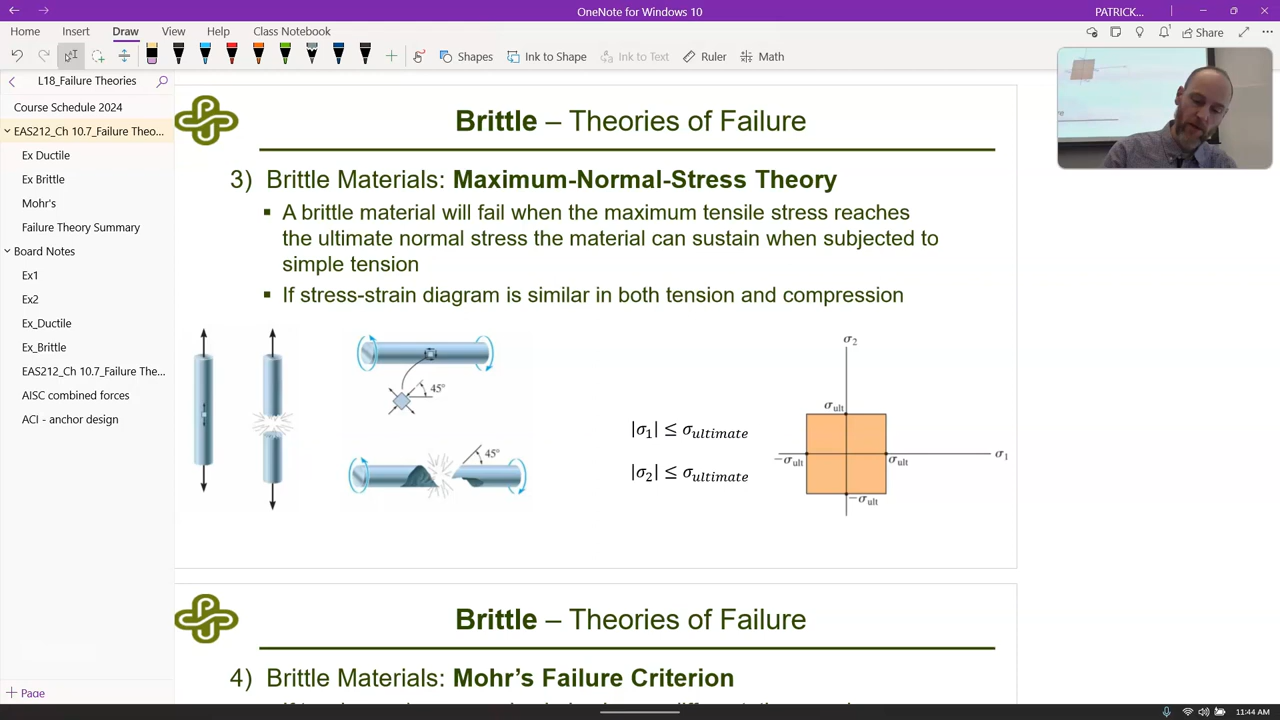 OneNote for Windows 10
PATRICK...
Home
Insert
Draw
View
Help
Class Notebook
Share
Shapes
Ink to Shape
Ink to Text
Ruler
Math
L18_Failure Theories
Course Schedule 2024
EAS212_Ch 10.7_Failure Theo...
Ex Ductile
Ex Brittle
Mohr's
Failure Theory Summary
Board Notes
Ex1
Ex2
Ex_Ductile
Ex_Brittle
EAS212_Ch 10.7_Failure The...
AISC combined forces
ACI - anchor design
Page
Brittle – Theories of Failure
3) Brittle Materials: Maximum-Normal-Stress Theory
▪ A brittle material will fail when the maximum tensile stress reaches
the ultimate normal stress the material can sustain when subjected to
simple tension
▪ If stress-strain diagram is similar in both tension and compression
45°
45°
|σ1| ≤ σultimate
|σ2| ≤ σultimate
σ2
σult
−σult
σult
σ1
−σult
Brittle – Theories of Failure
4) Brittle Materials: Mohr's Failure Criterion
11:44 AM